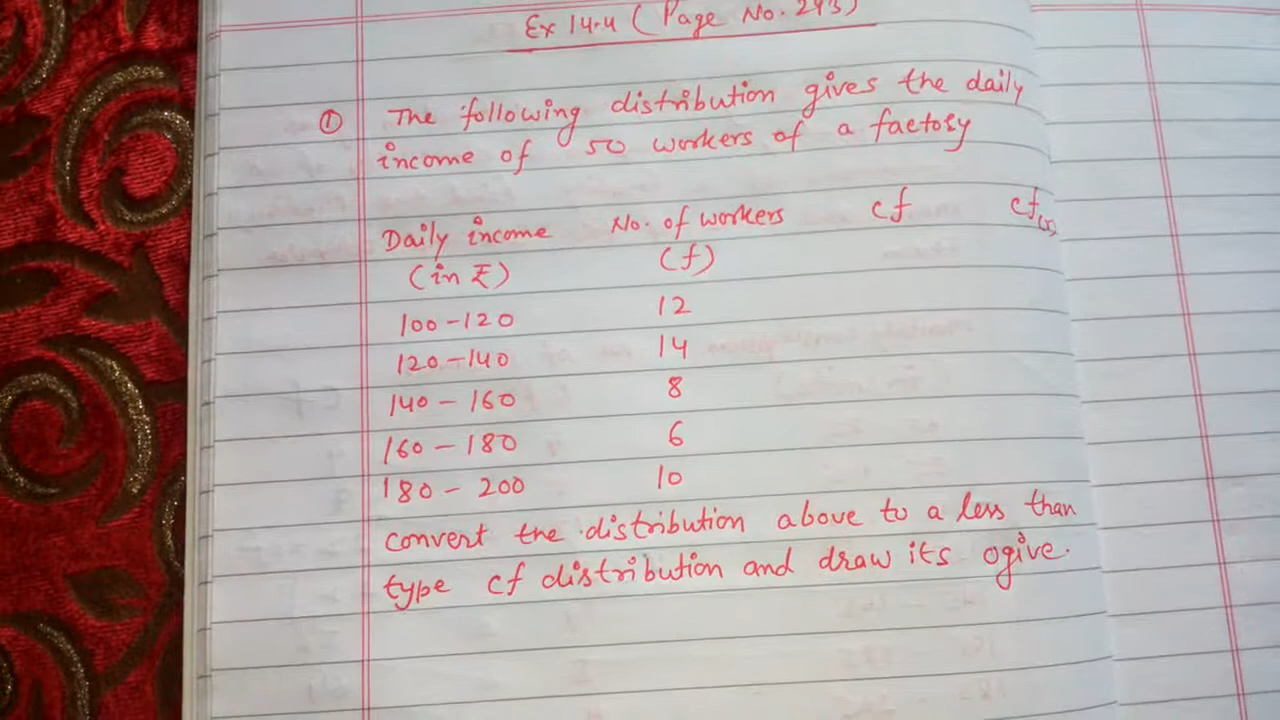 Ex 14.4 (Page No. 293)
① The following distribution gives the daily
income of 50 workers of a factory
Daily income No. of workers cf cf
(in ₹) (f)
100-120 12
120-140 14
140-160 8
160-180 6
180-200 10
convert the distribution above to a less than
type cf distribution and draw its ogive.